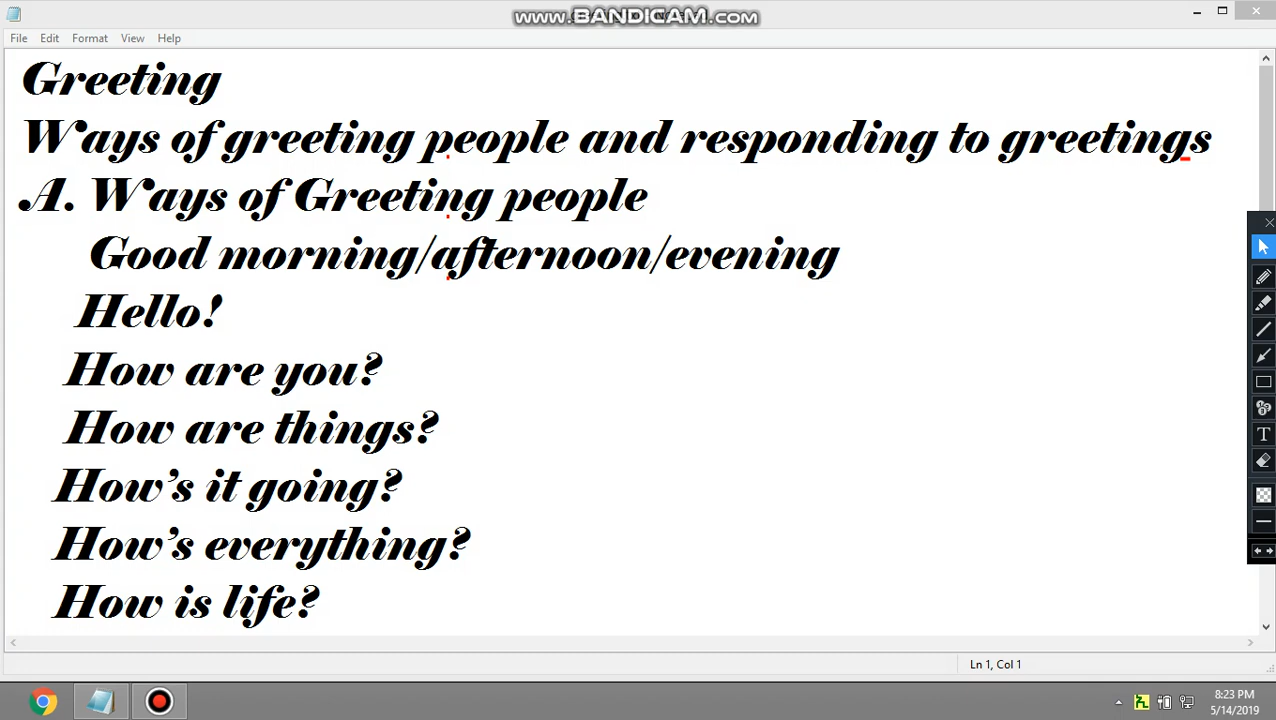 www.BANDICAM.com
File Edit Format View Help
Greeting
Ways of greeting people and responding to greetings
A. Ways of Greeting people
Good morning/afternoon/evening
Hello!
How are you?
How are things?
How’s it going?
How’s everything?
How is life?
Ln 1, Col 1
8:23 PM
5/14/2019